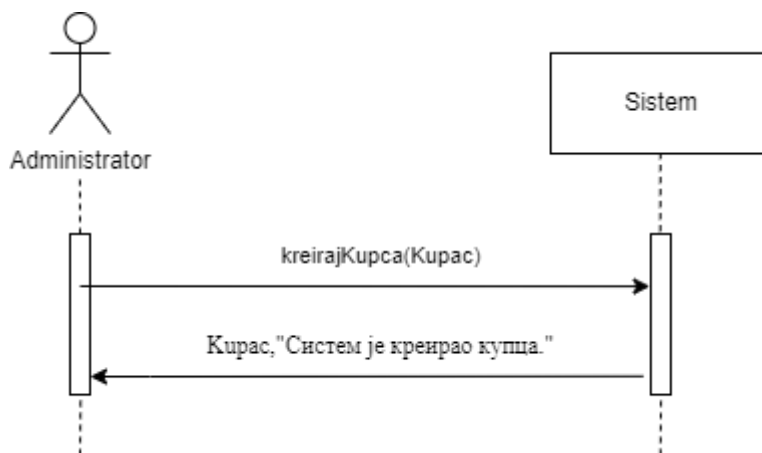 Sistem
Administrator
kreirajKupca(Kupac)
Kupac,"Систем је креирао купца."